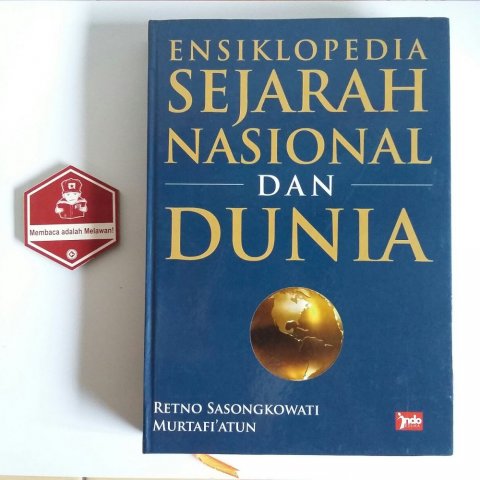 ENSIKLOPEDIA
SEJARAH
NASIONAL
DAN
DUNIA
RETNO SASONGKOWATI
MURTAFI'ATUN
Membaca adalah Melawan!